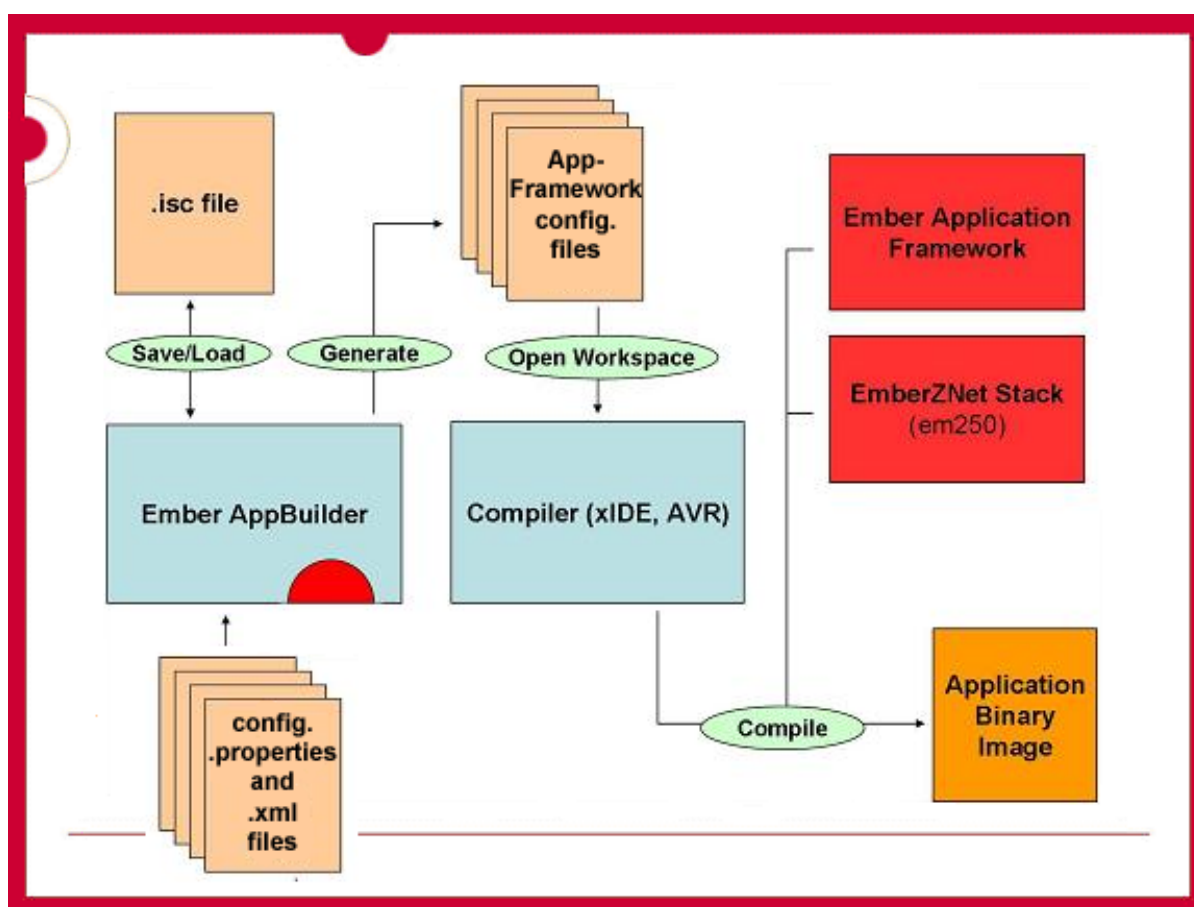 .isc file
App-
Framework
config.
files
Ember Application
Framework
Save/Load
Generate
Open Workspace
EmberZNet Stack
(em250)
Ember AppBuilder
Compiler (xIDE, AVR)
config.
.properties
and
.xml
files
Compile
Application
Binary
Image